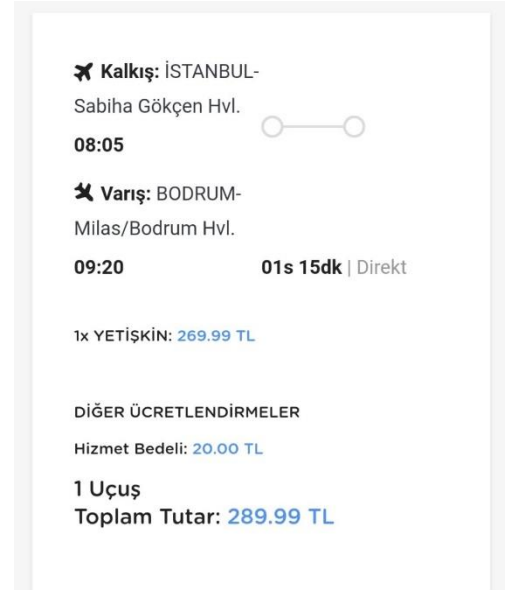 Kalkış: İSTANBUL-
Sabiha Gökçen Hvl.
08:05
Varış: BODRUM-
Milas/Bodrum Hvl.
09:20
01s 15dk | Direkt
1x YETİŞKİN: 269.99 TL
DİĞER ÜCRETLENDİRMELER
Hizmet Bedeli: 20.00 TL
1 Uçuş
Toplam Tutar: 289.99 TL